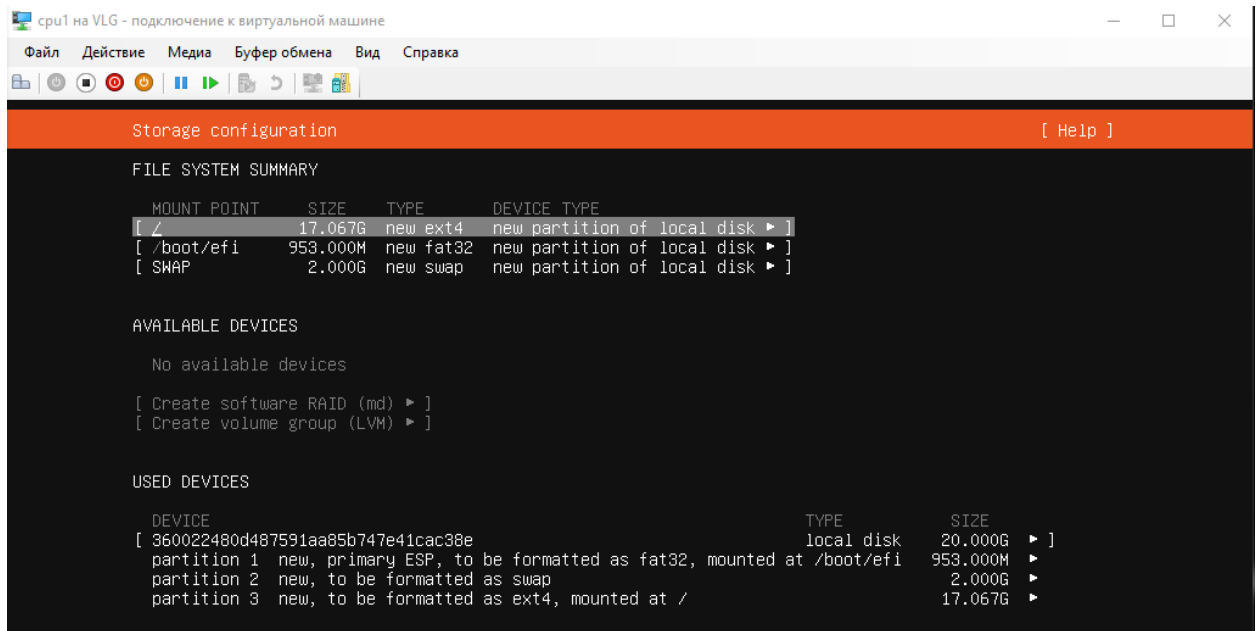 cpu1 на VLG - подключение к виртуальной машине
Файл Действие Медиа Буфер обмена Вид Справка
Storage configuration [ Help ]
FILE SYSTEM SUMMARY
MOUNT POINT SIZE TYPE DEVICE TYPE
[ / 17.067G new ext4 new partition of local disk ▸ ]
[ /boot/efi 953.000M new fat32 new partition of local disk ▸ ]
[ SWAP 2.000G new swap new partition of local disk ▸ ]
AVAILABLE DEVICES
No available devices
[ Create software RAID (md) ▸ ]
[ Create volume group (LVM) ▸ ]
USED DEVICES
DEVICE TYPE SIZE
[ 360022480d487591aa85b747e41cac38e local disk 20.000G ▸ ]
partition 1 new, primary ESP, to be formatted as fat32, mounted at /boot/efi 953.000M ▸
partition 2 new, to be formatted as swap 2.000G ▸
partition 3 new, to be formatted as ext4, mounted at / 17.067G ▸